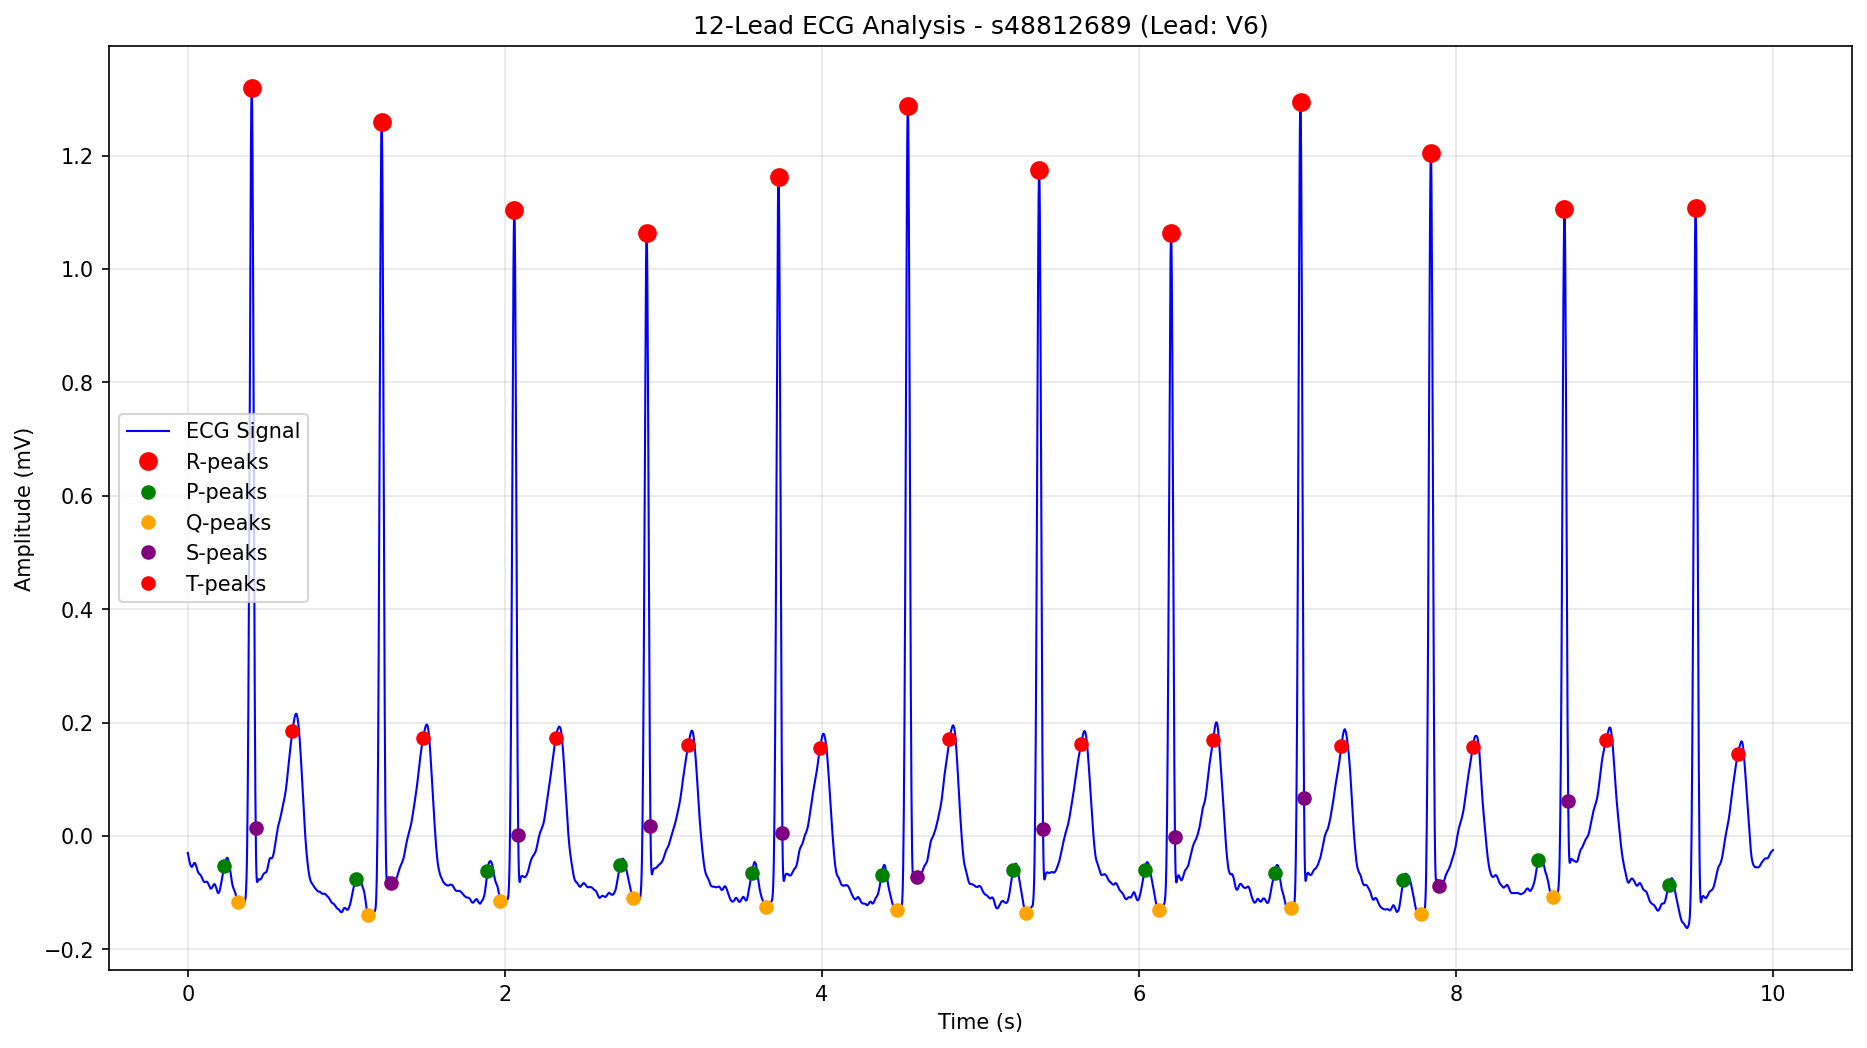 12-Lead ECG Analysis - s48812689 (Lead: V6)
Amplitude (mV)
1.2
1.0
0.8
0.6
0.4
0.2
0.0
−0.2
ECG Signal
R-peaks
P-peaks
Q-peaks
S-peaks
T-peaks
0 2 4 6 8 10
Time (s)